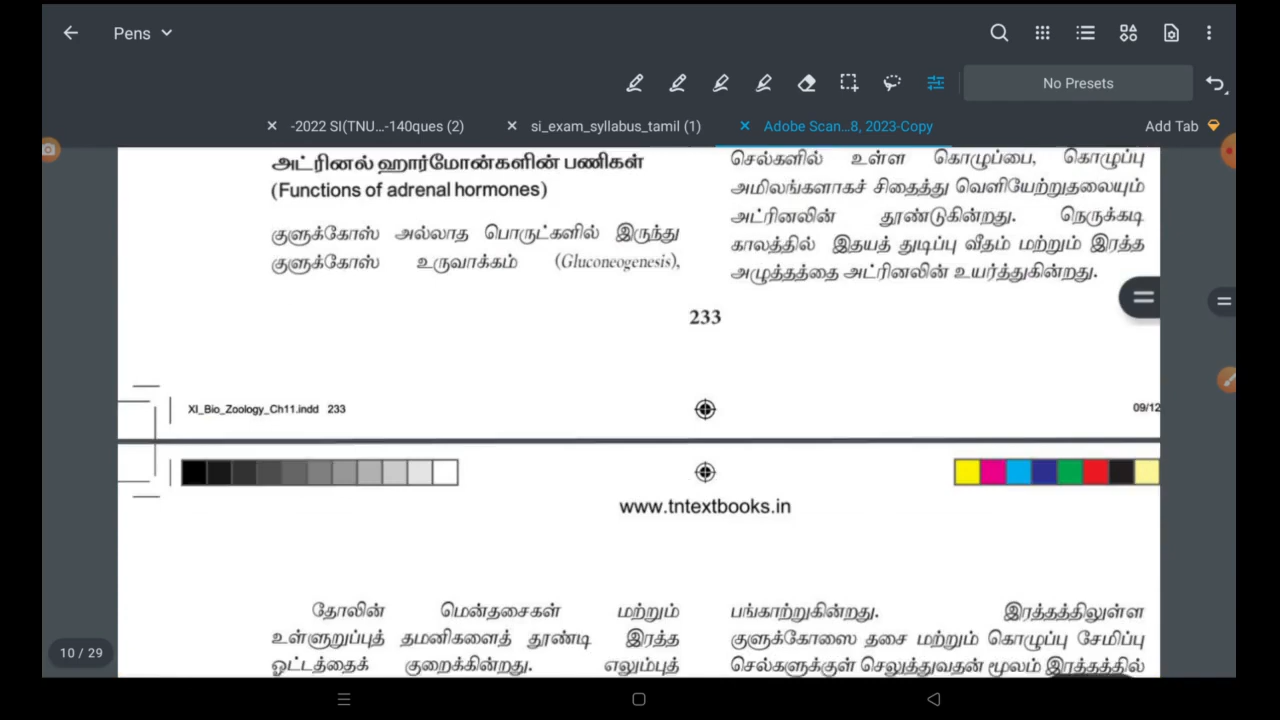 Pens
No Presets
-2022 SI(TNU...-140ques (2)
si_exam_syllabus_tamil (1)
Adobe Scan...8, 2023-Copy
Add Tab
அட்ரினல் ஹார்மோன்களின் பணிகள்
(Functions of adrenal hormones)
குளுக்கோஸ் அல்லாத பொருட்களில் இருந்து
குளுக்கோஸ் உருவாக்கம் (Gluconeogenesis),
செல்களில் உள்ள கொழுப்பை, கொழுப்பு
அமிலங்களாகச் சிதைத்து வெளியேற்றுதலையும்
அட்ரினலின் தூண்டுகின்றது. நெருக்கடி
காலத்தில் இதயத் துடிப்பு வீதம் மற்றும் இரத்த
அழுத்தத்தை அட்ரினலின் உயர்த்துகின்றது.
233
XI_Bio_Zoology_Ch11.indd 233
09/12
www.tntextbooks.in
தோலின் மென்தசைகள் மற்றும்
உள்ளுறுப்புத் தமனிகளைத் தூண்டி இரத்த
ஓட்டத்தைக் குறைக்கின்றது. எலும்புத்
பங்காற்றுகின்றது. இரத்தத்திலுள்ள
குளுக்கோஸை தசை மற்றும் கொழுப்பு சேமிப்பு
செல்களுக்குள் செலுத்துவதன் மூலம் இரத்தத்தில்
10 / 29